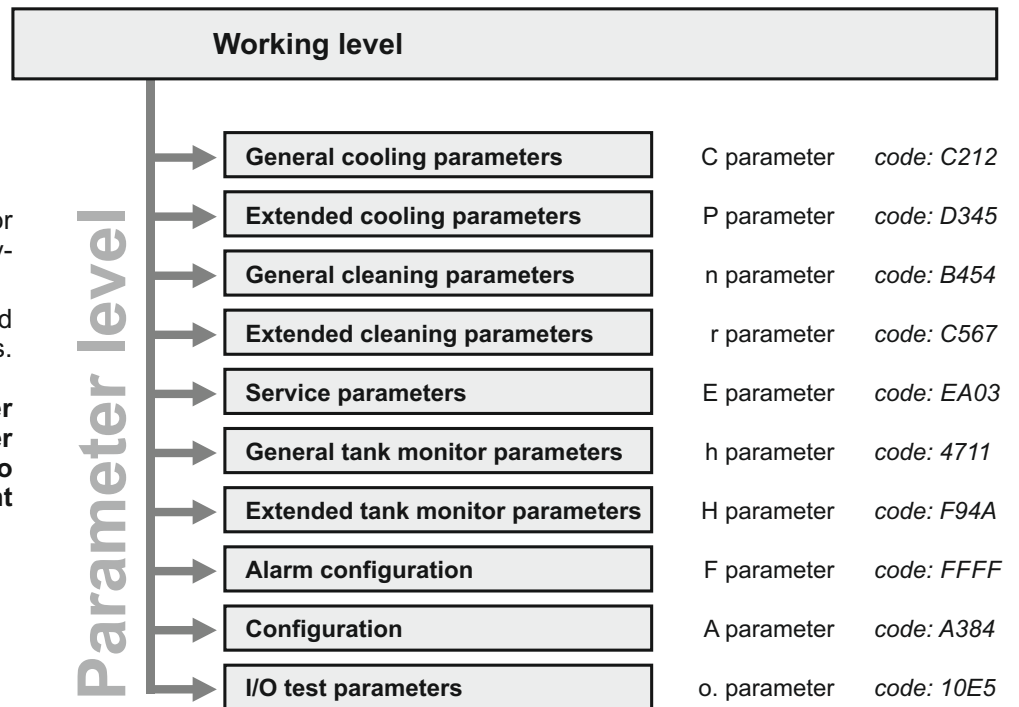 Working level
Parameter level
General cooling parameters C parameter code: C212
Extended cooling parameters P parameter code: D345
General cleaning parameters n parameter code: B454
Extended cleaning parameters r parameter code: C567
Service parameters E parameter code: EA03
General tank monitor parameters h parameter code: 4711
Extended tank monitor parameters H parameter code: F94A
Alarm configuration F parameter code: FFFF
Configuration A parameter code: A384
I/O test parameters o. parameter code: 10E5